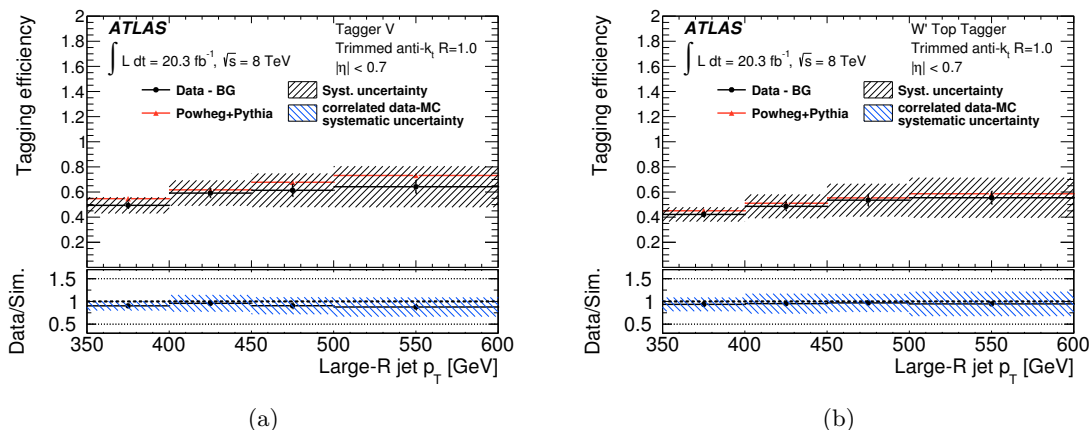 ATLAS
Tagger V
Trimmed anti-k_t R=1.0
∫ L dt = 20.3 fb⁻¹, √s = 8 TeV
|η| < 0.7
Data - BG
Syst. uncertainty
Powheg+Pythia
correlated data-MC
systematic uncertainty
Tagging efficiency
2
1.8
1.6
1.4
1.2
1
0.8
0.6
0.4
0.2
Data/Sim.
1.5
1
0.5
350 400 450 500 550 600
Large-R jet p_T [GeV]
(a)
ATLAS
W' Top Tagger
Trimmed anti-k_t R=1.0
∫ L dt = 20.3 fb⁻¹, √s = 8 TeV
|η| < 0.7
Data - BG
Syst. uncertainty
Powheg+Pythia
correlated data-MC
systematic uncertainty
Tagging efficiency
2
1.8
1.6
1.4
1.2
1
0.8
0.6
0.4
0.2
Data/Sim.
1.5
1
0.5
350 400 450 500 550 600
Large-R jet p_T [GeV]
(b)